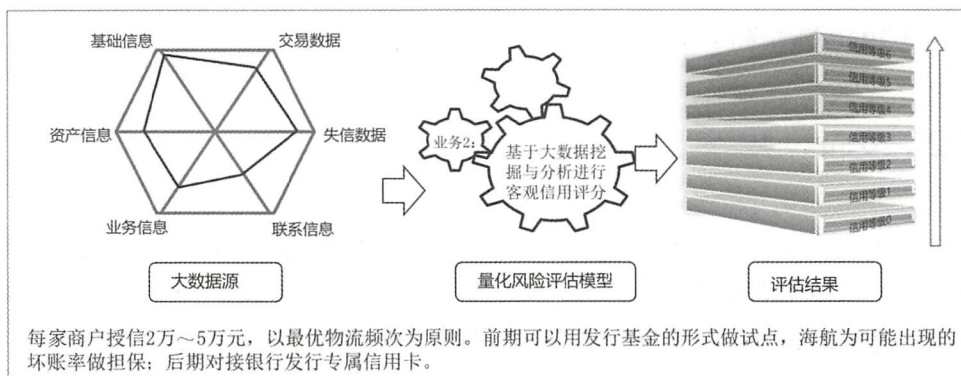 基础信息
交易数据
资产信息
失信数据
业务信息
联系信息
大数据源
业务2：
基于大数据挖
掘与分析进行
客观信用评分
量化风险评估模型
信用等级6
信用等级5
信用等级4
信用等级3
信用等级2
信用等级1
信用等级0
评估结果
每家商户授信2万～5万元，以最优物流频次为原则。前期可以用发行基金的形式做试点，海航为可能出现的
坏账率做担保；后期对接银行发行专属信用卡。